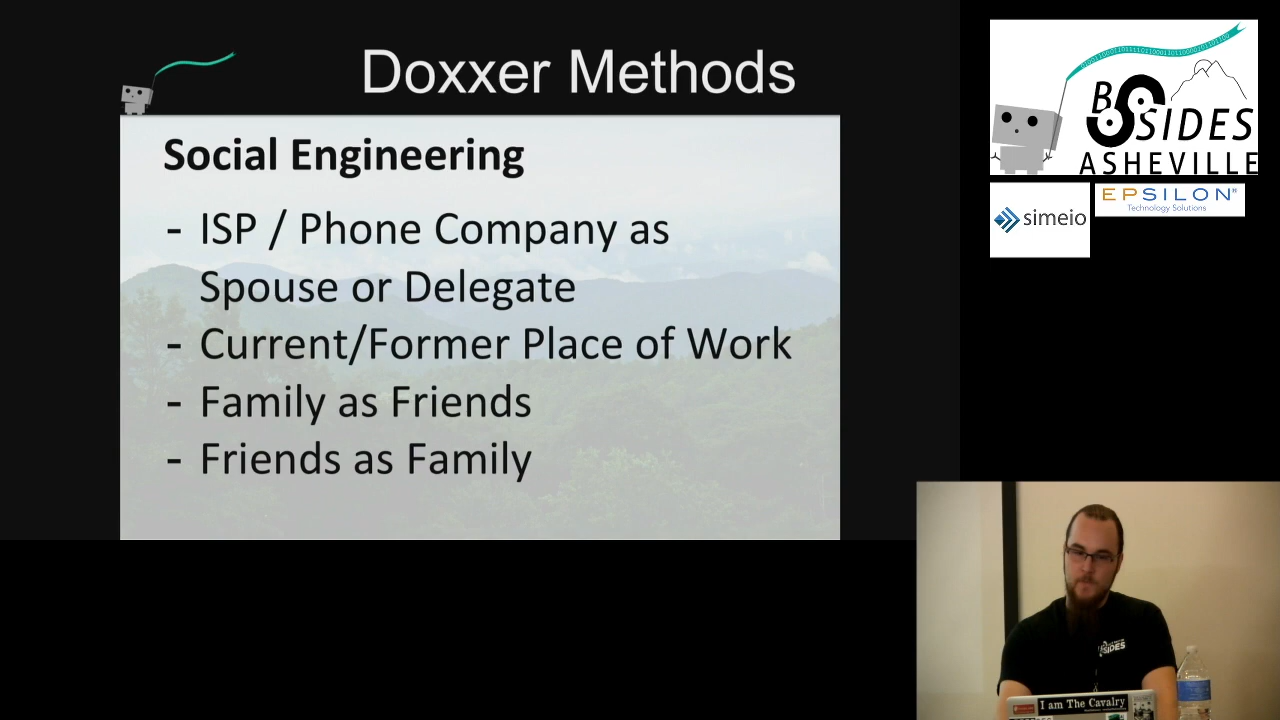 Doxxer Methods
Social Engineering
- ISP / Phone Company as
Spouse or Delegate
- Current/Former Place of Work
- Family as Friends
- Friends as Family
BSIDES
ASHEVILLE
simeio
EPSILON®
Technology Solutions
SIDES
I am The Cavalry